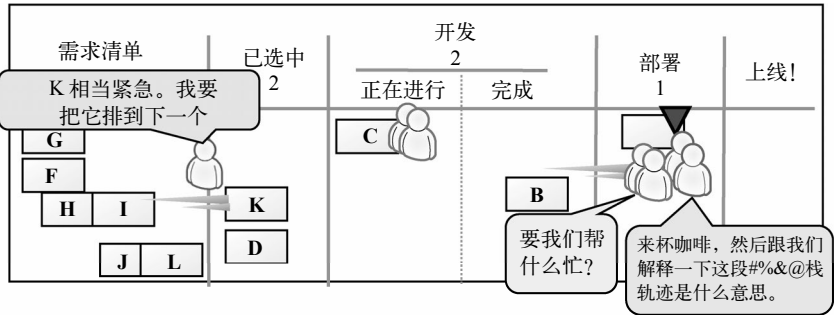 需求清单
已选中
2
开发
2
正在进行
完成
部署
1
上线!
K 相当紧急。我要
把它排到下一个
G
F
H
I
J
L
K
D
C
B
要我们帮
什么忙?
来杯咖啡，然后跟我们
解释一下这段#%&@栈
轨迹是什么意思。